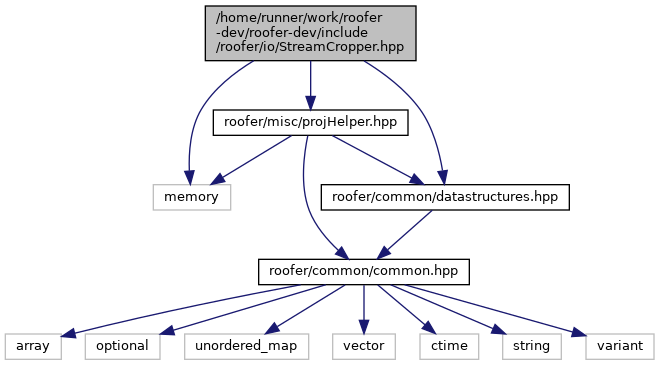 /home/runner/work/roofer
-dev/roofer-dev/include
/roofer/io/StreamCropper.hpp
roofer/misc/projHelper.hpp
memory
roofer/common/datastructures.hpp
roofer/common/common.hpp
array
optional
unordered_map
vector
ctime
string
variant